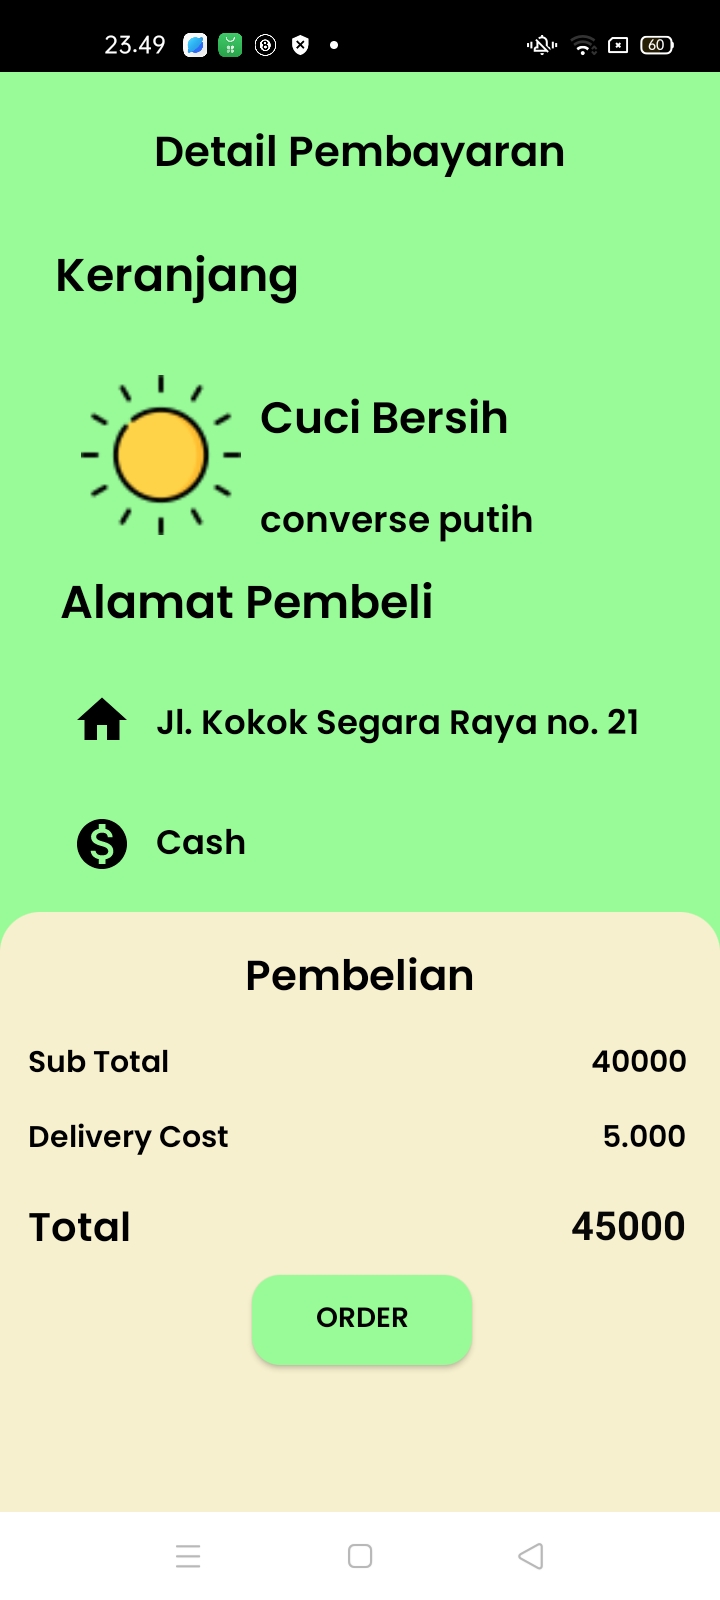 23.49
60
Detail Pembayaran
Keranjang
Cuci Bersih
converse putih
Alamat Pembeli
Jl. Kokok Segara Raya no. 21
Cash
Pembelian
Sub Total 40000
Delivery Cost 5.000
Total 45000
ORDER